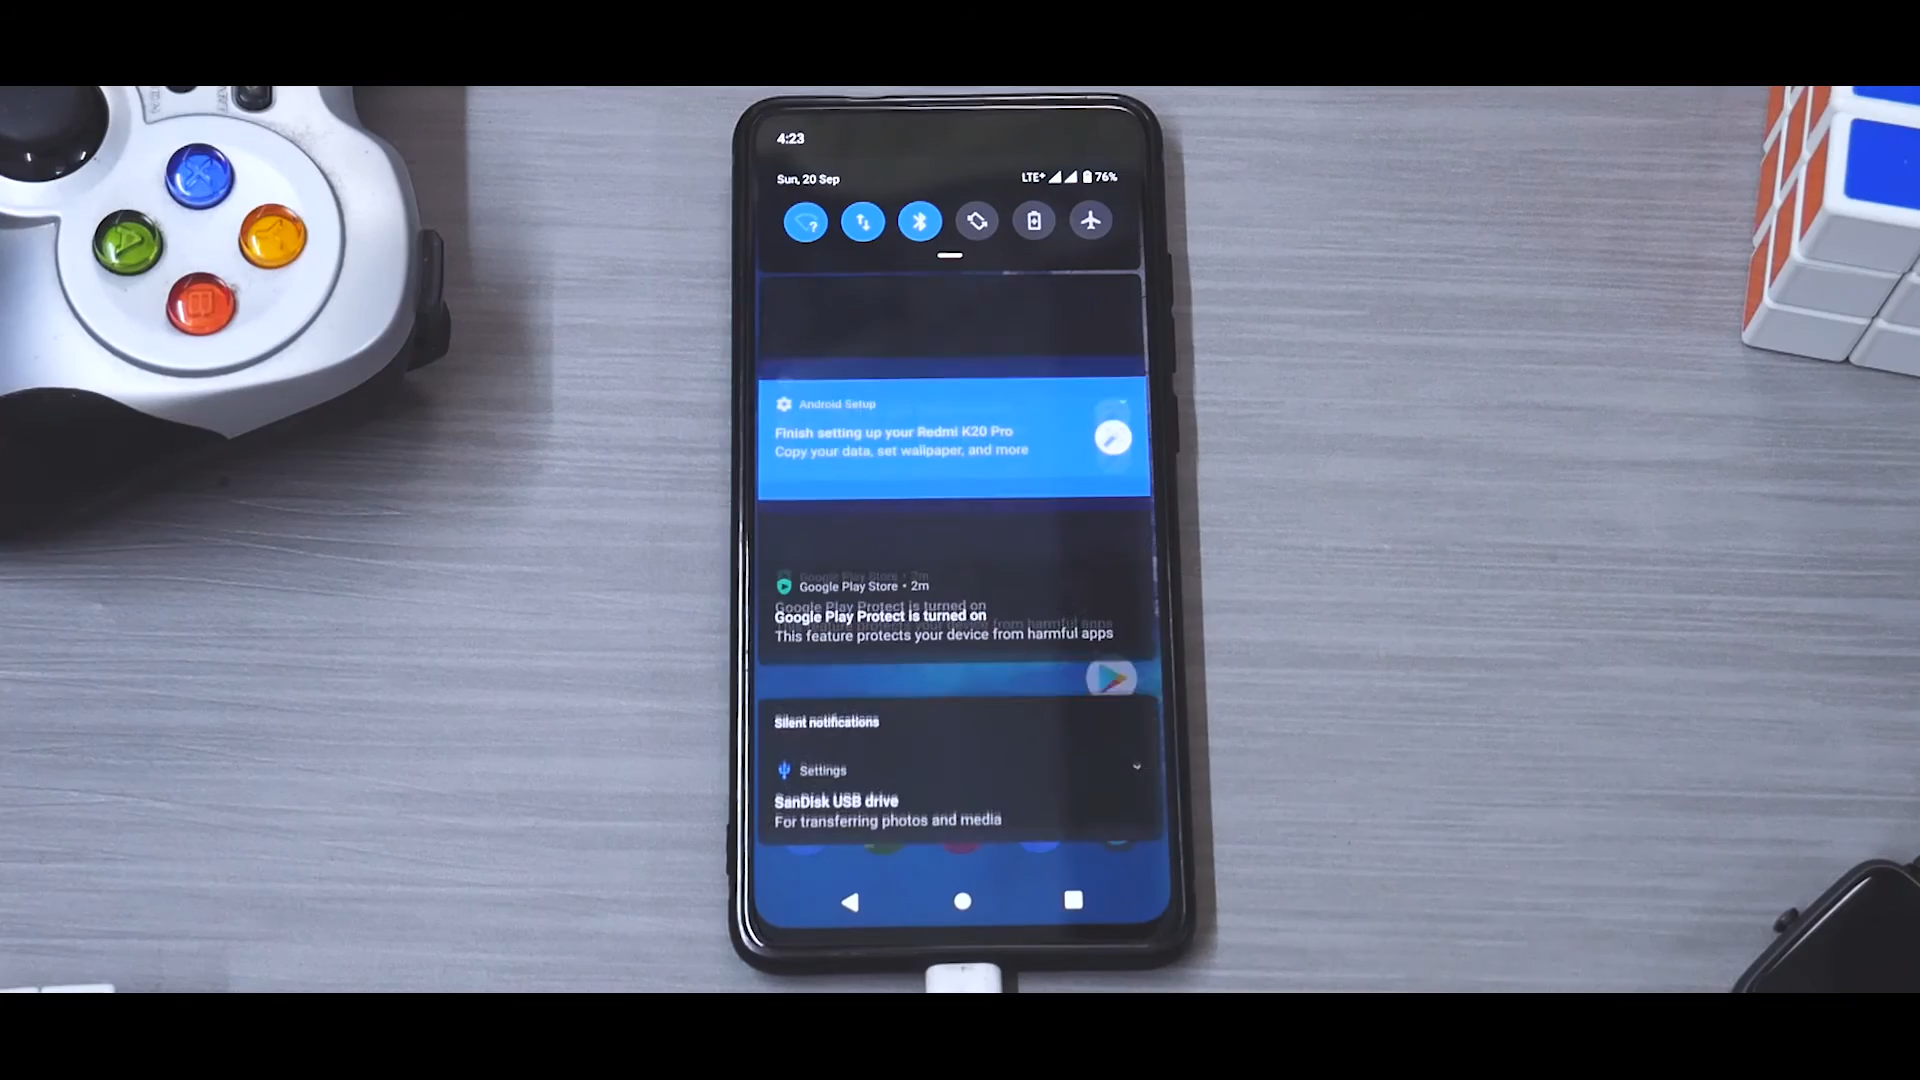 4:23
Sun, 20 Sep
LTE+ 76%
Android Setup
Finish setting up your Redmi K20 Pro
Copy your data, set wallpaper, and more
Google Play Store • 2m
Google Play Protect is turned on
This feature protects your device from harmful apps
Silent notifications
Settings
SanDisk USB drive
For transferring photos and media
X
A
Y
B